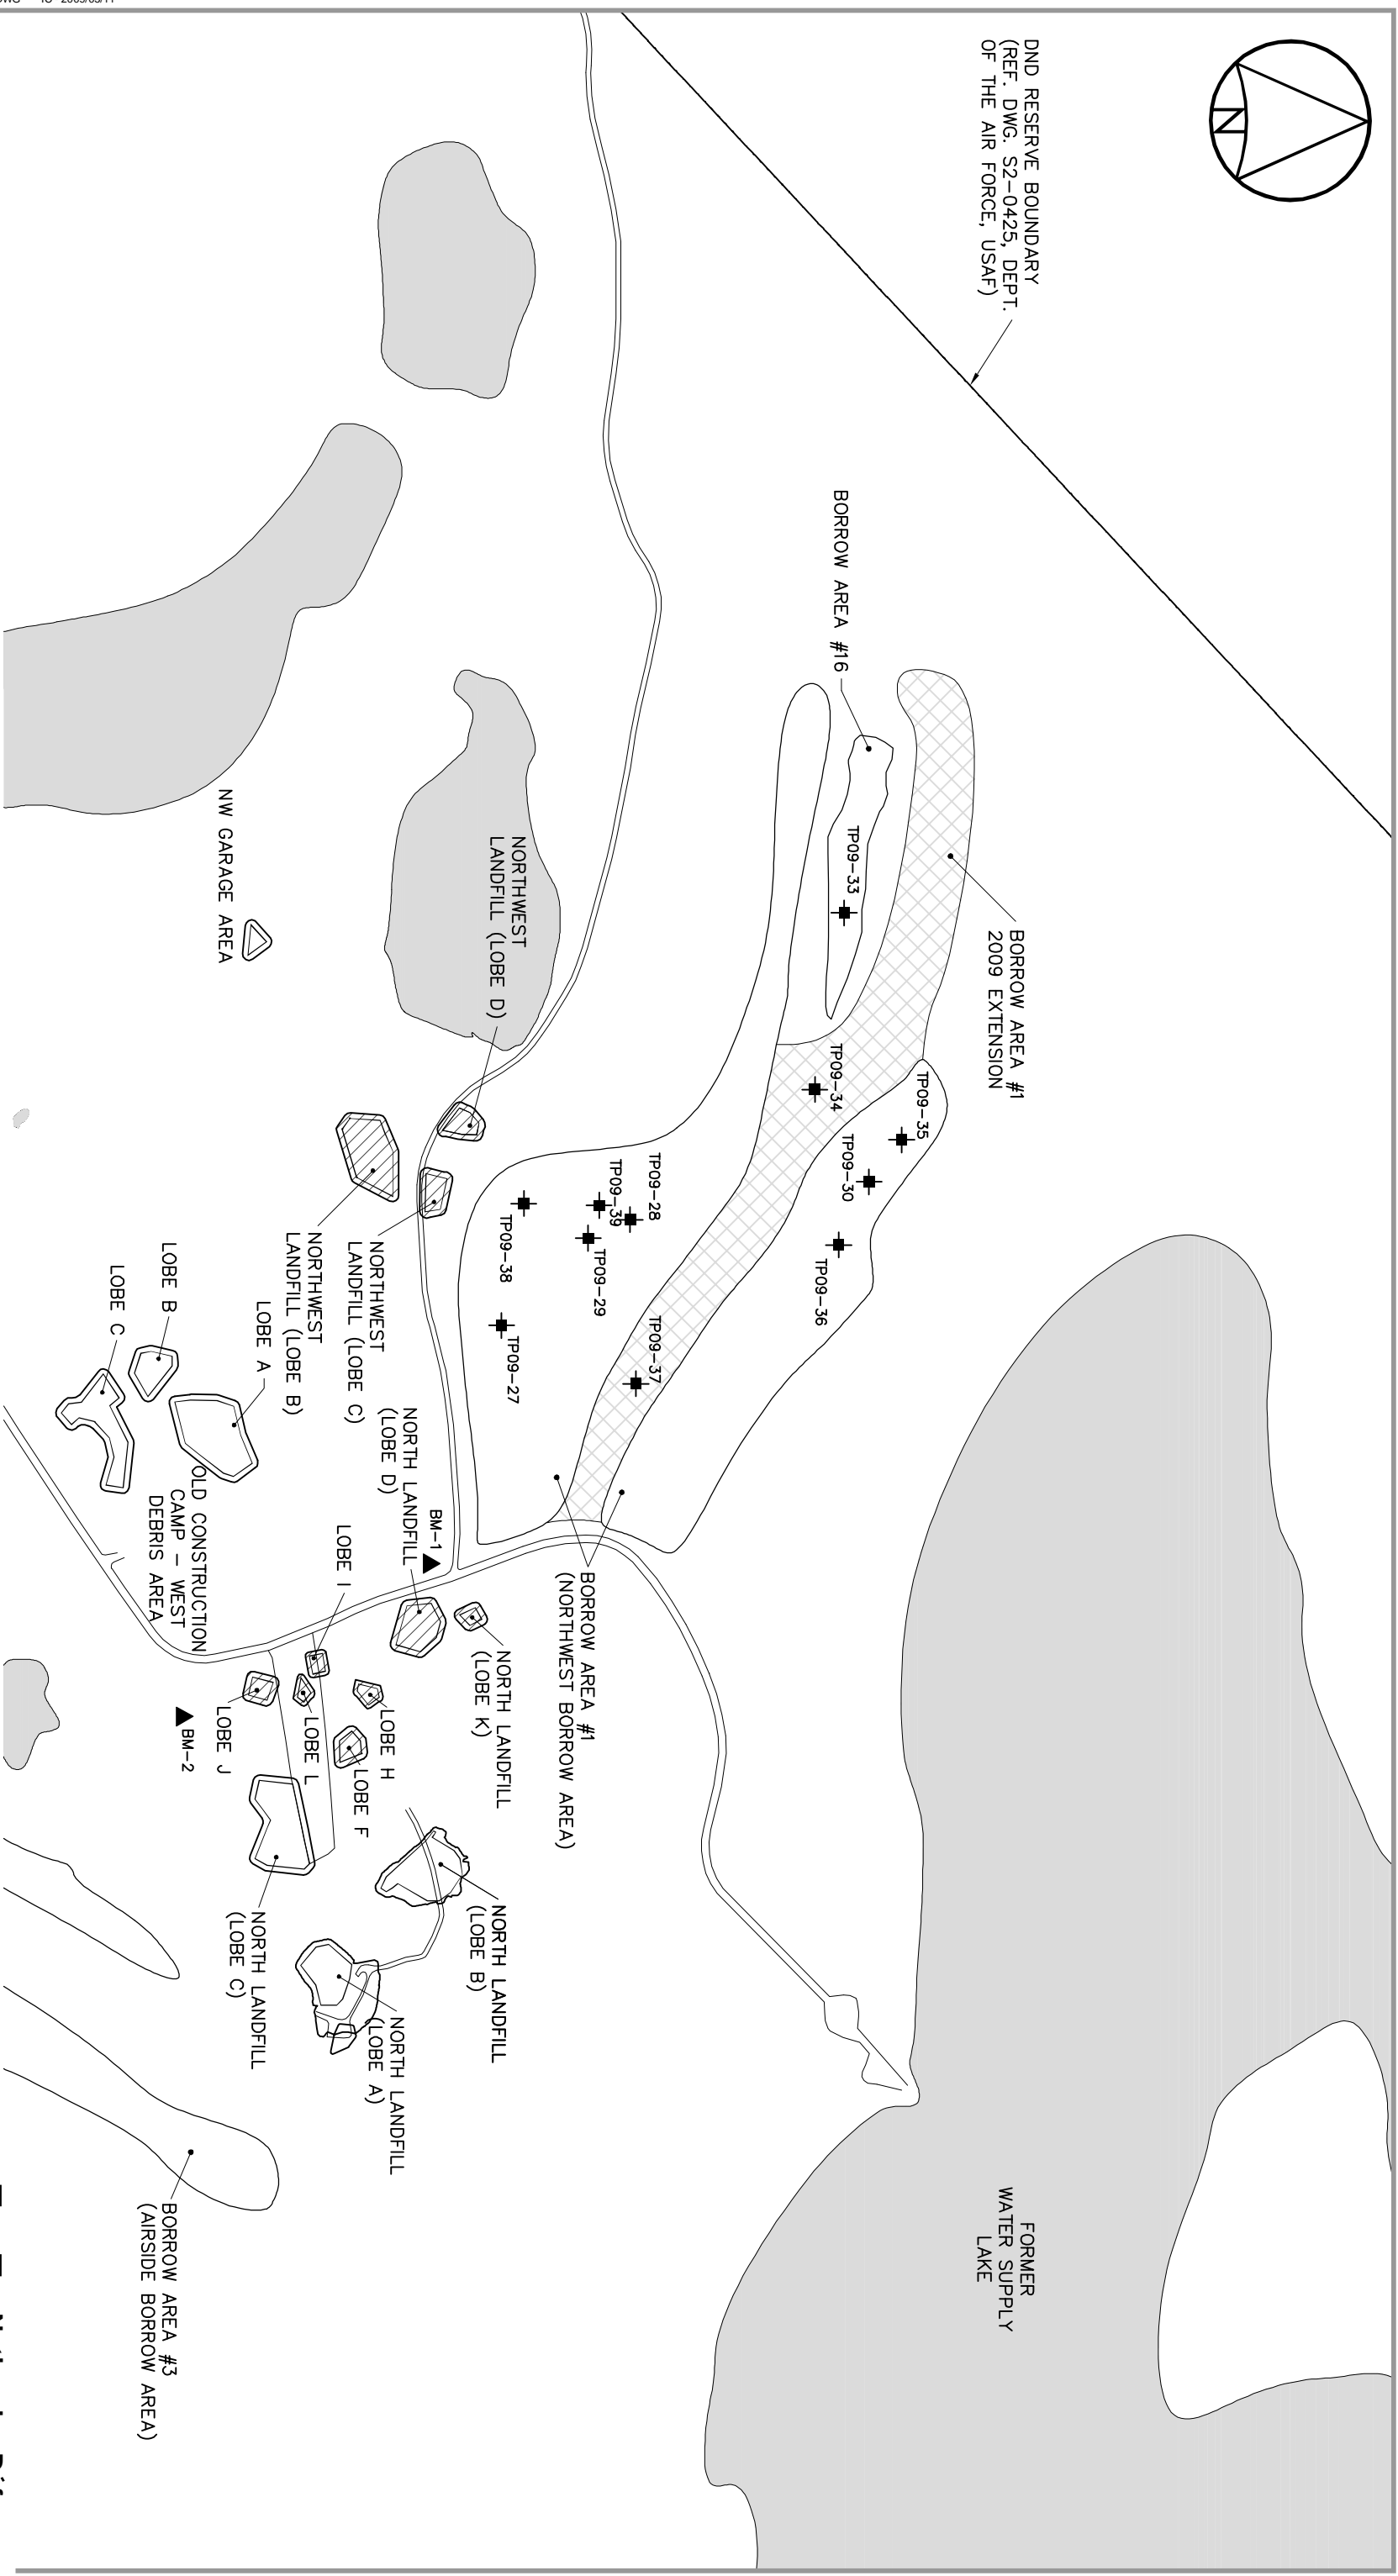 N
DND RESERVE BOUNDARY
(REF. DWG. S2-0425, DEPT.
OF THE AIR FORCE, USAF)
BORROW AREA #16
BORROW AREA #1
2009 EXTENSION
TP09-33
TP09-34
TP09-35
TP09-30
TP09-36
TP09-28
TP09-39
TP09-29
TP09-38
TP09-27
TP09-37
NORTHWEST
LANDFILL (LOBE D)
NW GARAGE AREA
NORTHWEST
LANDFILL (LOBE C)
NORTHWEST
LANDFILL (LOBE B)
LOBE A
LOBE B
LOBE C
OLD CONSTRUCTION
CAMP - WEST
DEBRIS AREA
NORTH LANDFILL
(LOBE D)
BM-1
LOBE I
BORROW AREA #1
(NORTHWEST BORROW AREA)
NORTH LANDFILL
(LOBE K)
LOBE H
LOBE F
LOBE L
LOBE J
BM-2
NORTH LANDFILL
(LOBE B)
NORTH LANDFILL
(LOBE A)
NORTH LANDFILL
(LOBE C)
BORROW AREA #3
(AIRSIDE BORROW AREA)
FORMER
WATER SUPPLY
LAKE